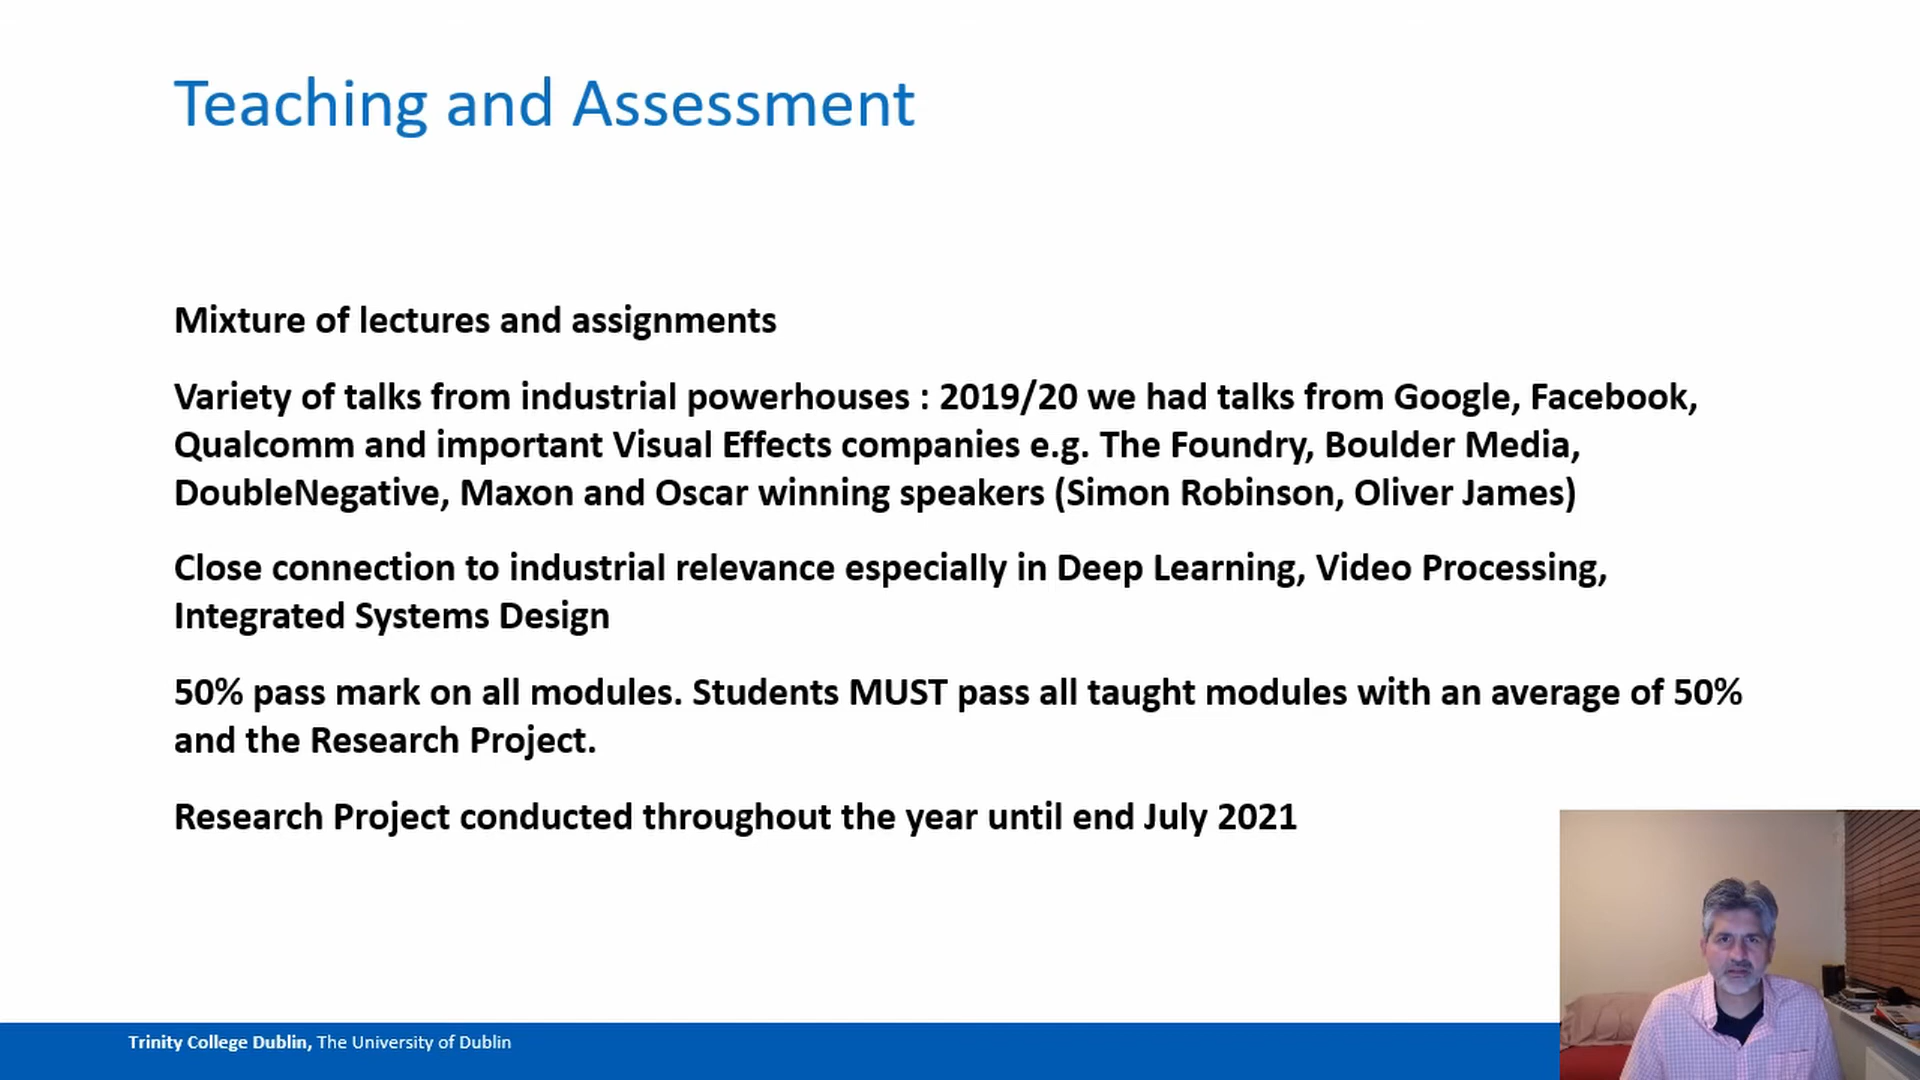 Teaching and Assessment
Mixture of lectures and assignments
Variety of talks from industrial powerhouses : 2019/20 we had talks from Google, Facebook,
Qualcomm and important Visual Effects companies e.g. The Foundry, Boulder Media,
DoubleNegative, Maxon and Oscar winning speakers (Simon Robinson, Oliver James)
Close connection to industrial relevance especially in Deep Learning, Video Processing,
Integrated Systems Design
50% pass mark on all modules. Students MUST pass all taught modules with an average of 50%
and the Research Project.
Research Project conducted throughout the year until end July 2021
Trinity College Dublin, The University of Dublin